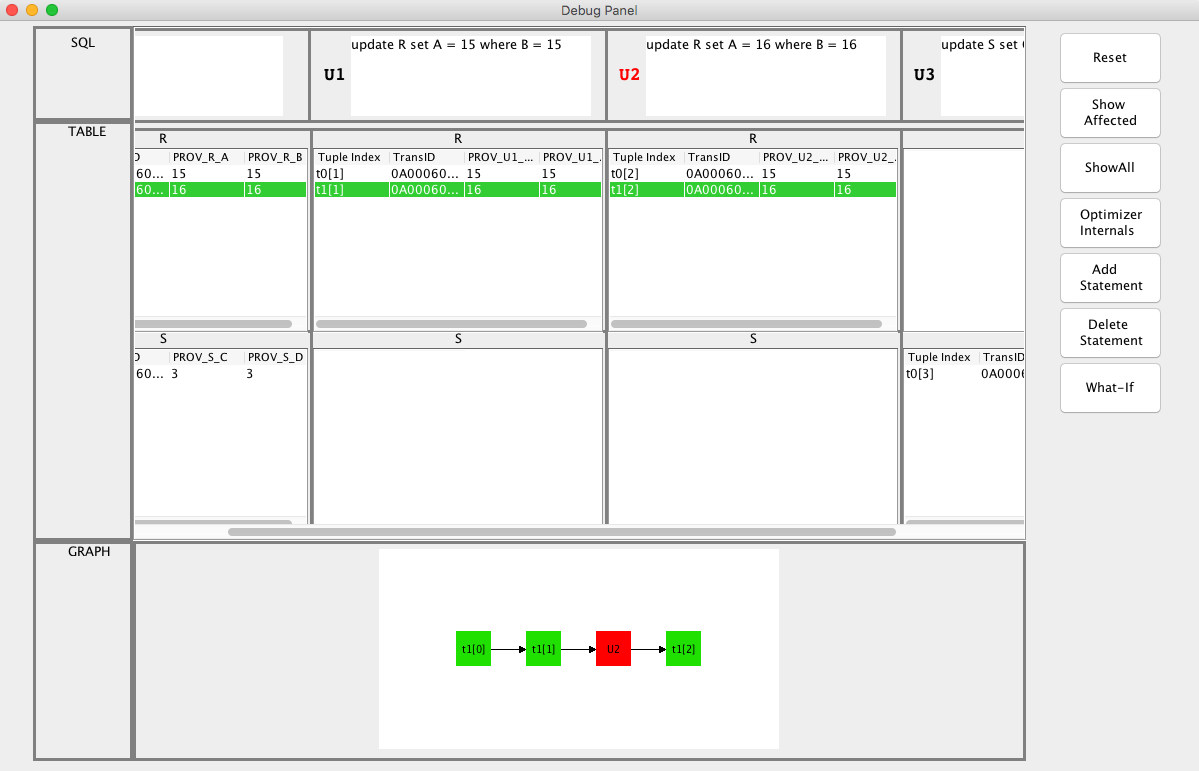 Debug Panel
SQL
update R set A = 15 where B = 15
update R set A = 16 where B = 16
update S set
U1
U2
U3
TABLE
R
R
R
PROV_R_A PROV_R_B
Tuple Index TransID PROV_U1_... PROV_U1_.
Tuple Index TransID PROV_U2_... PROV_U2_.
60... 15 15
t0[1] 0A00060... 15 15
t0[2] 0A00060... 15 15
60... 16 16
t1[1] 0A00060... 16 16
t1[2] 0A00060... 16 16
S
S
S
PROV_S_C PROV_S_D
Tuple Index TransID
60... 3 3
t0[3] 0A0006
GRAPH
t1[0]
t1[1]
U2
t1[2]
Reset
Show
Affected
ShowAll
Optimizer
Internals
Add
Statement
Delete
Statement
What-If